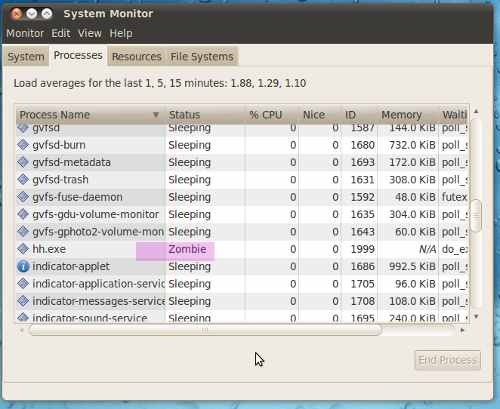 System Monitor
Monitor Edit View Help
System Processes Resources File Systems
Load averages for the last 1, 5, 15 minutes: 1.88, 1.29, 1.10
Process Name Status % CPU Nice ID Memory Waiti
gvfsd Sleeping 0 0 1587 144.0 KiB poll_s
gvfsd-burn Sleeping 0 0 1680 732.0 KiB poll_s
gvfsd-metadata Sleeping 0 0 1693 172.0 KiB poll_s
gvfsd-trash Sleeping 0 0 1631 308.0 KiB poll_s
gvfs-fuse-daemon Sleeping 0 0 1592 48.0 KiB futex
gvfs-gdu-volume-monitor Sleeping 0 0 1635 304.0 KiB poll_s
gvfs-gphoto2-volume-mon Sleeping 0 0 1643 60.0 KiB poll_s
hh.exe Zombie 0 0 1999 N/A do_ex
indicator-applet Sleeping 0 0 1686 992.5 KiB poll_s
indicator-application-servic Sleeping 0 0 1705 96.0 KiB poll_s
indicator-messages-service Sleeping 0 0 1708 108.0 KiB poll_s
indicator-sound-service Sleeping 0 0 1695 240.0 KiB poll_s
End Process